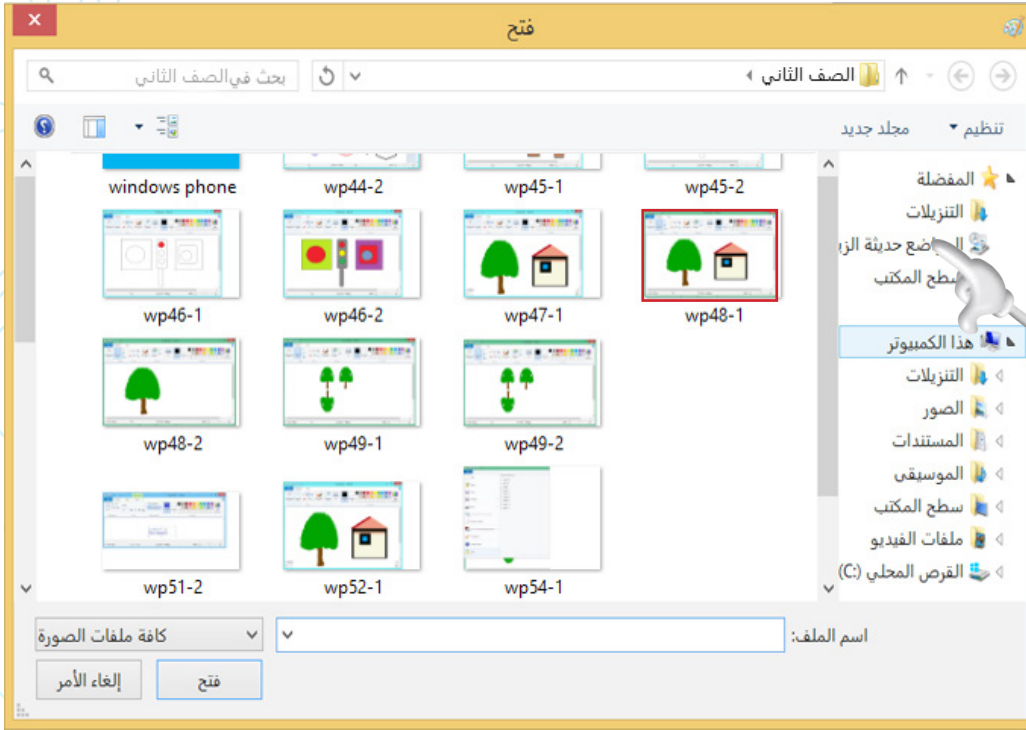 فتح
الصف الثاني
بحث في الصف الثاني
تنظيم
مجلد جديد
المفضلة
التنزيلات
سطح المكتب
هذا الكمبيوتر
التنزيلات
الصور
المستندات
الموسيقى
سطح المكتب
ملفات الفيديو
القرص المحلي (C:)
windows phone
wp44-2
wp45-1
wp45-2
wp46-1
wp46-2
wp47-1
wp48-1
wp48-2
wp49-1
wp49-2
wp51-2
wp52-1
wp54-1
اسم الملف:
كافة ملفات الصورة
فتح
إلغاء الأمر